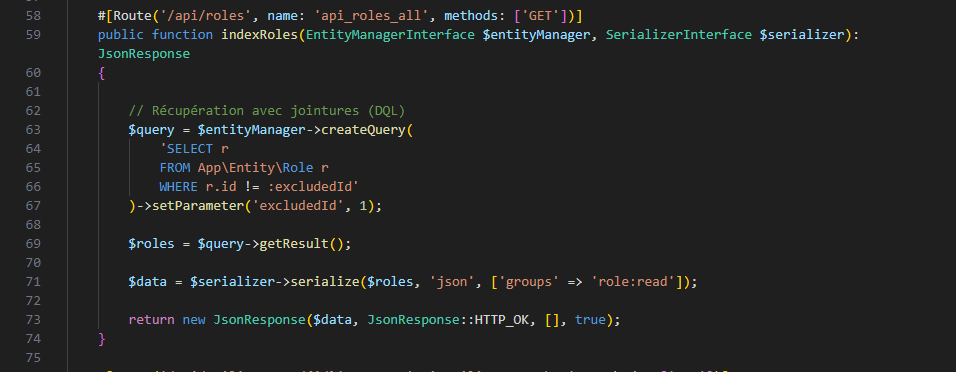 58 #[Route('/api/roles', name: 'api_roles_all', methods: ['GET'])]
59 public function indexRoles(EntityManagerInterface $entityManager, SerializerInterface $serializer):
JsonResponse
60 {
61
62 // Récupération avec jointures (DQL)
63 $query = $entityManager->createQuery(
64 'SELECT r
65 FROM App\Entity\Role r
66 WHERE r.id != :excludedId'
67 )->setParameter('excludedId', 1);
68
69 $roles = $query->getResult();
70
71 $data = $serializer->serialize($roles, 'json', ['groups' => 'role:read']);
72
73 return new JsonResponse($data, JsonResponse::HTTP_OK, [], true);
74 }
75